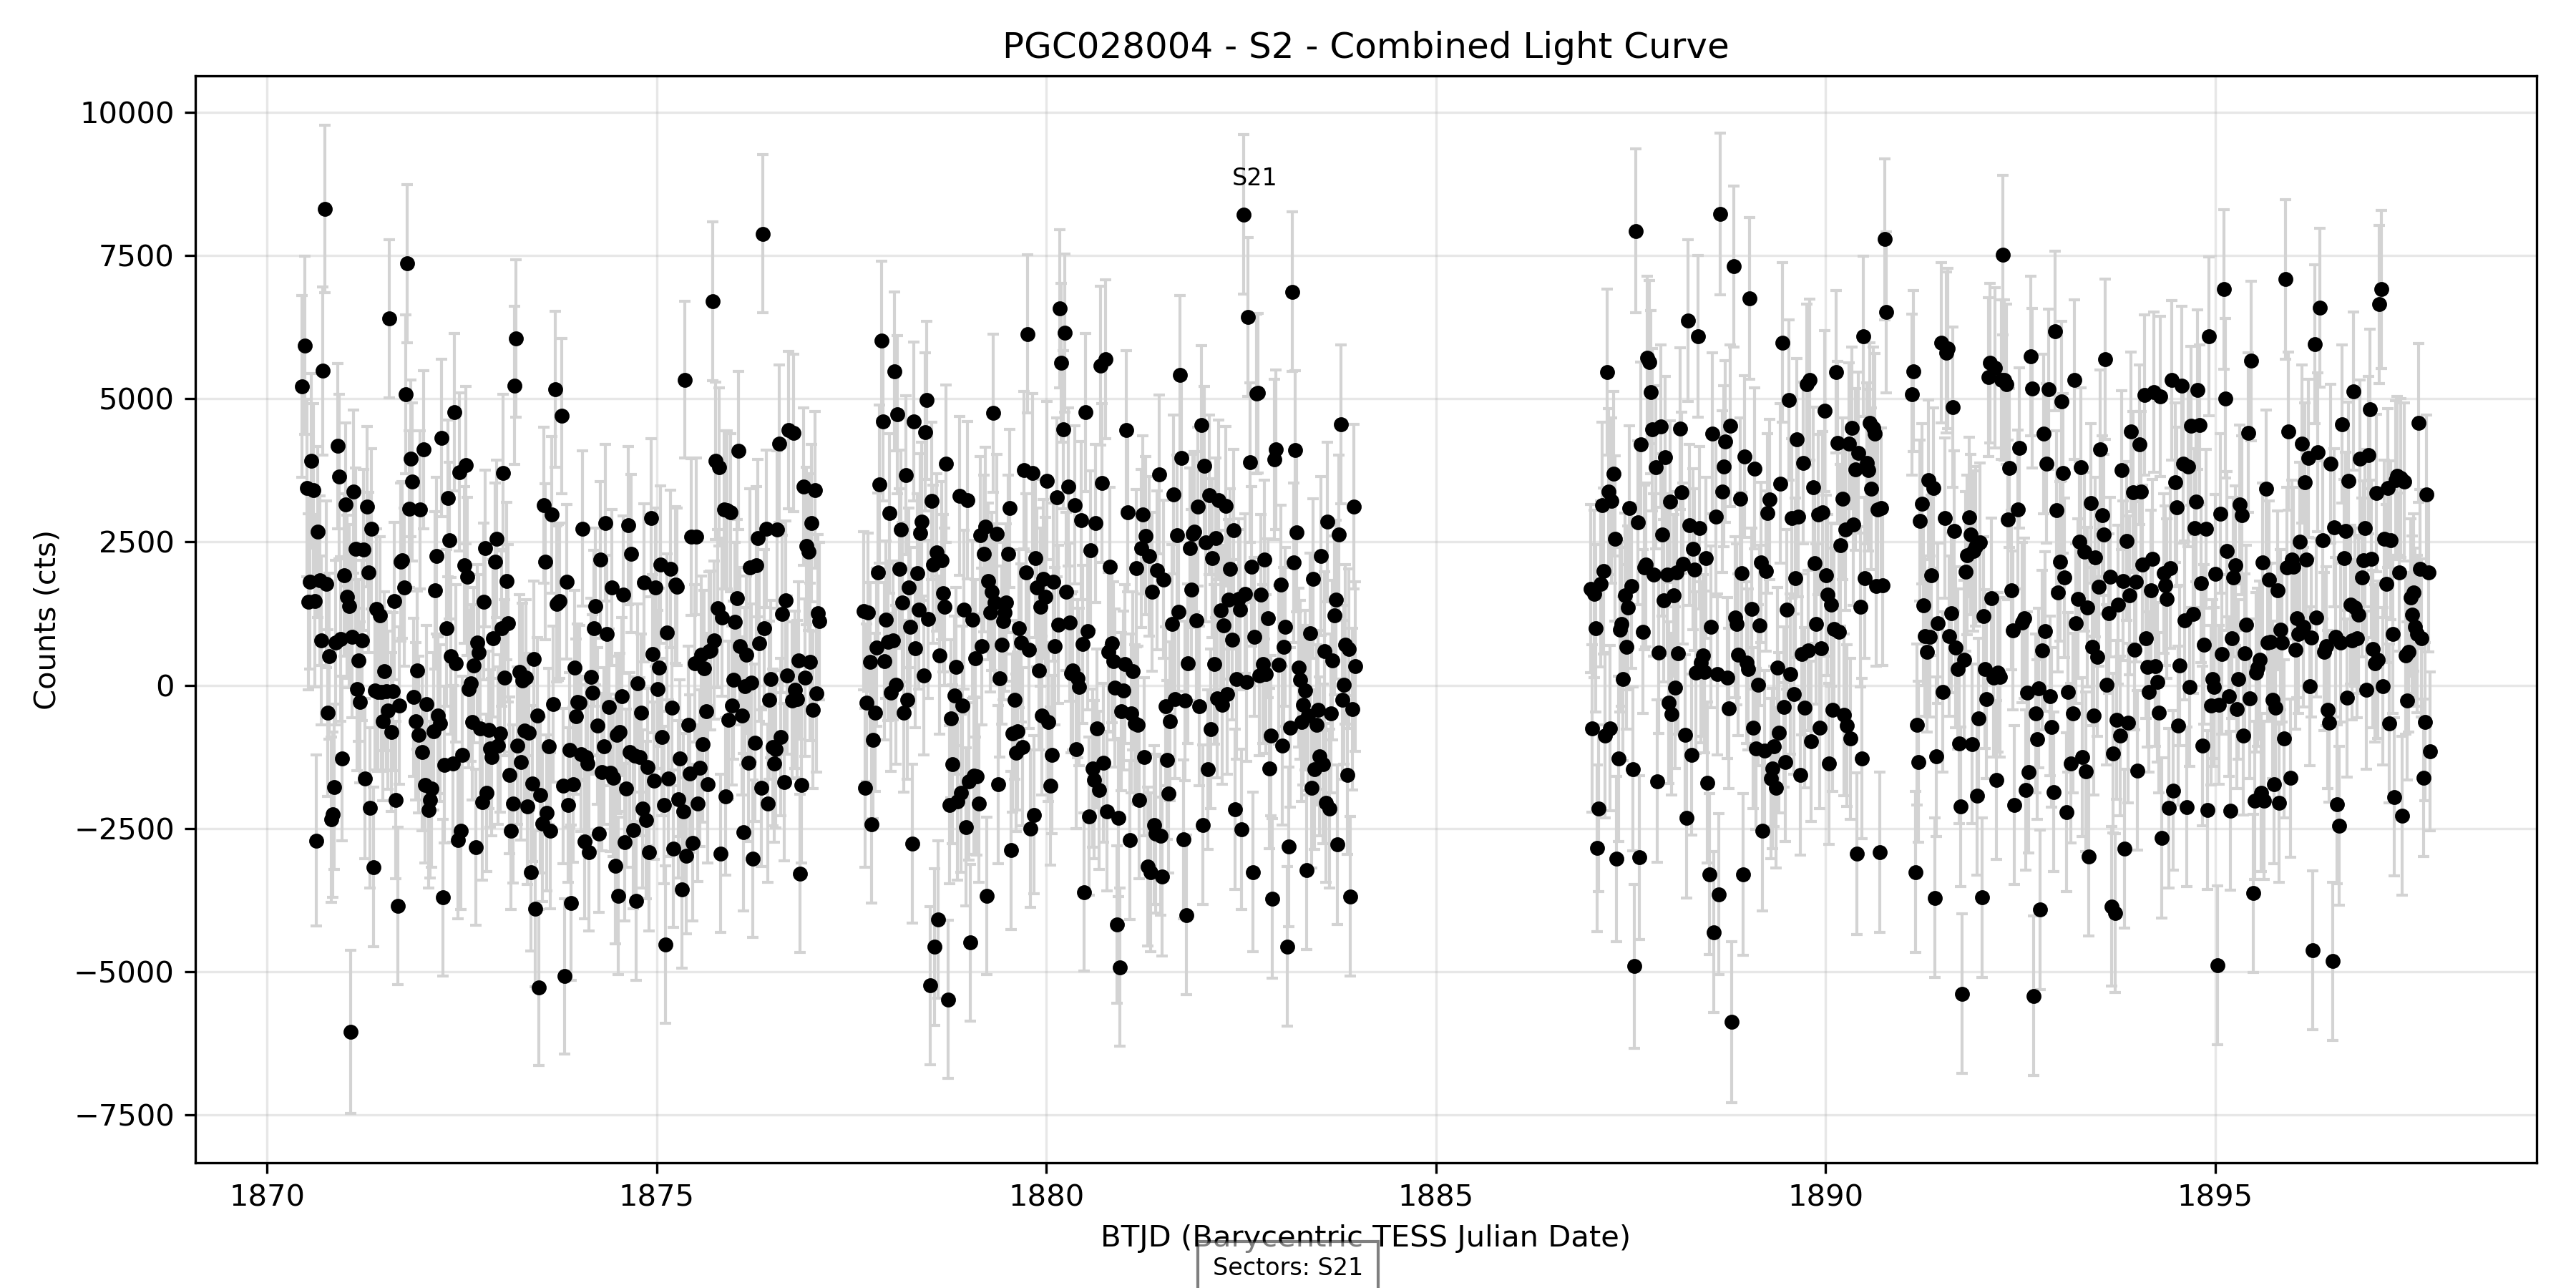 PGC028004 - S2 - Combined Light Curve
Counts (cts)
10000
7500
5000
2500
0
−2500
−5000
−7500
S21
1870 1875 1880 1885 1890 1895
BTJD (Barycentric TESS Julian Date)
Sectors: S21